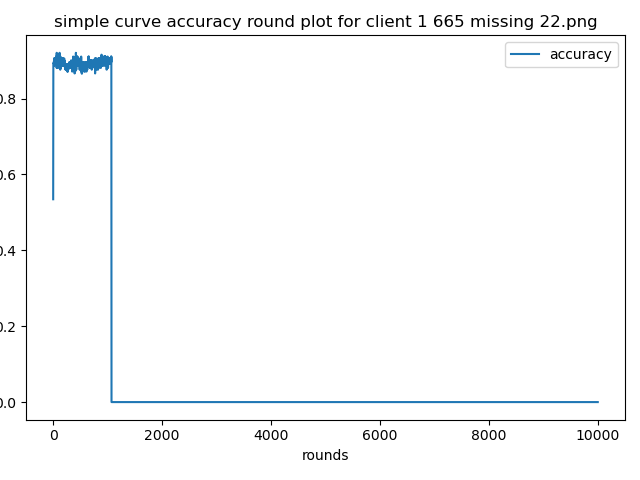 simple curve accuracy round plot for client 1 665 missing 22.png
accuracy
0.8
0.6
0.4
0.2
0.0
0 2000 4000 6000 8000 10000
rounds